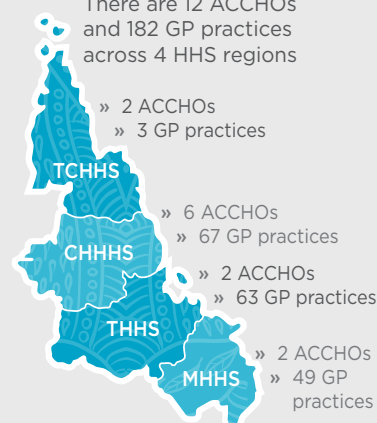 There are 12 ACCHOs
and 182 GP practices
across 4 HHS regions
» 2 ACCHOs
» 3 GP practices
TCHHS
» 6 ACCHOs
» 67 GP practices
CHHHS
» 2 ACCHOs
» 63 GP practices
THHS
» 2 ACCHOs
» 49 GP
practices
MHHS